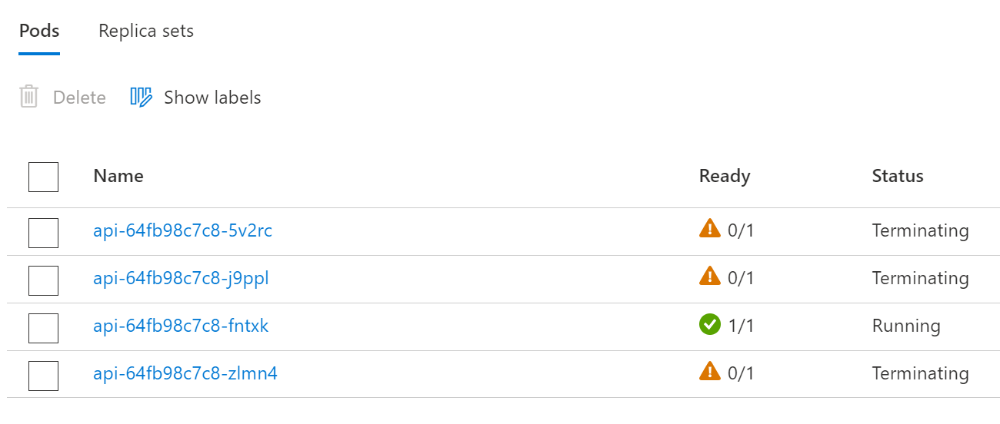 Pods Replica sets
Delete Show labels
Name Ready Status
api-64fb98c7c8-5v2rc 0/1 Terminating
api-64fb98c7c8-j9ppl 0/1 Terminating
api-64fb98c7c8-fntxk 1/1 Running
api-64fb98c7c8-zlmn4 0/1 Terminating